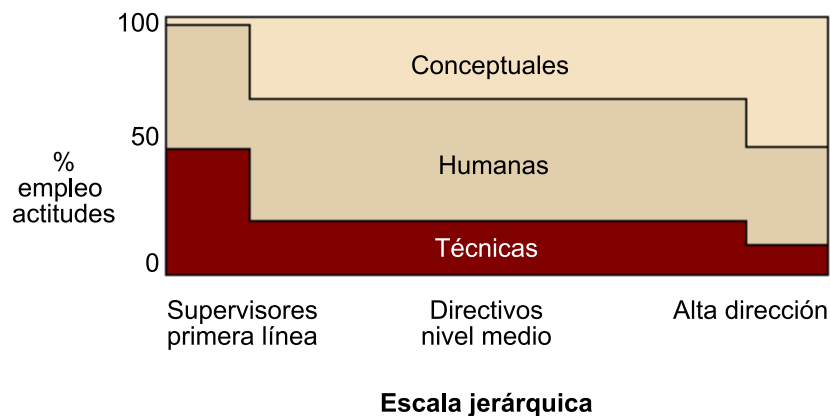 100
50
0
%
empleo
actitudes
Conceptuales
Humanas
Técnicas
Supervisores
primera línea
Directivos
nivel medio
Alta dirección
Escala jerárquica